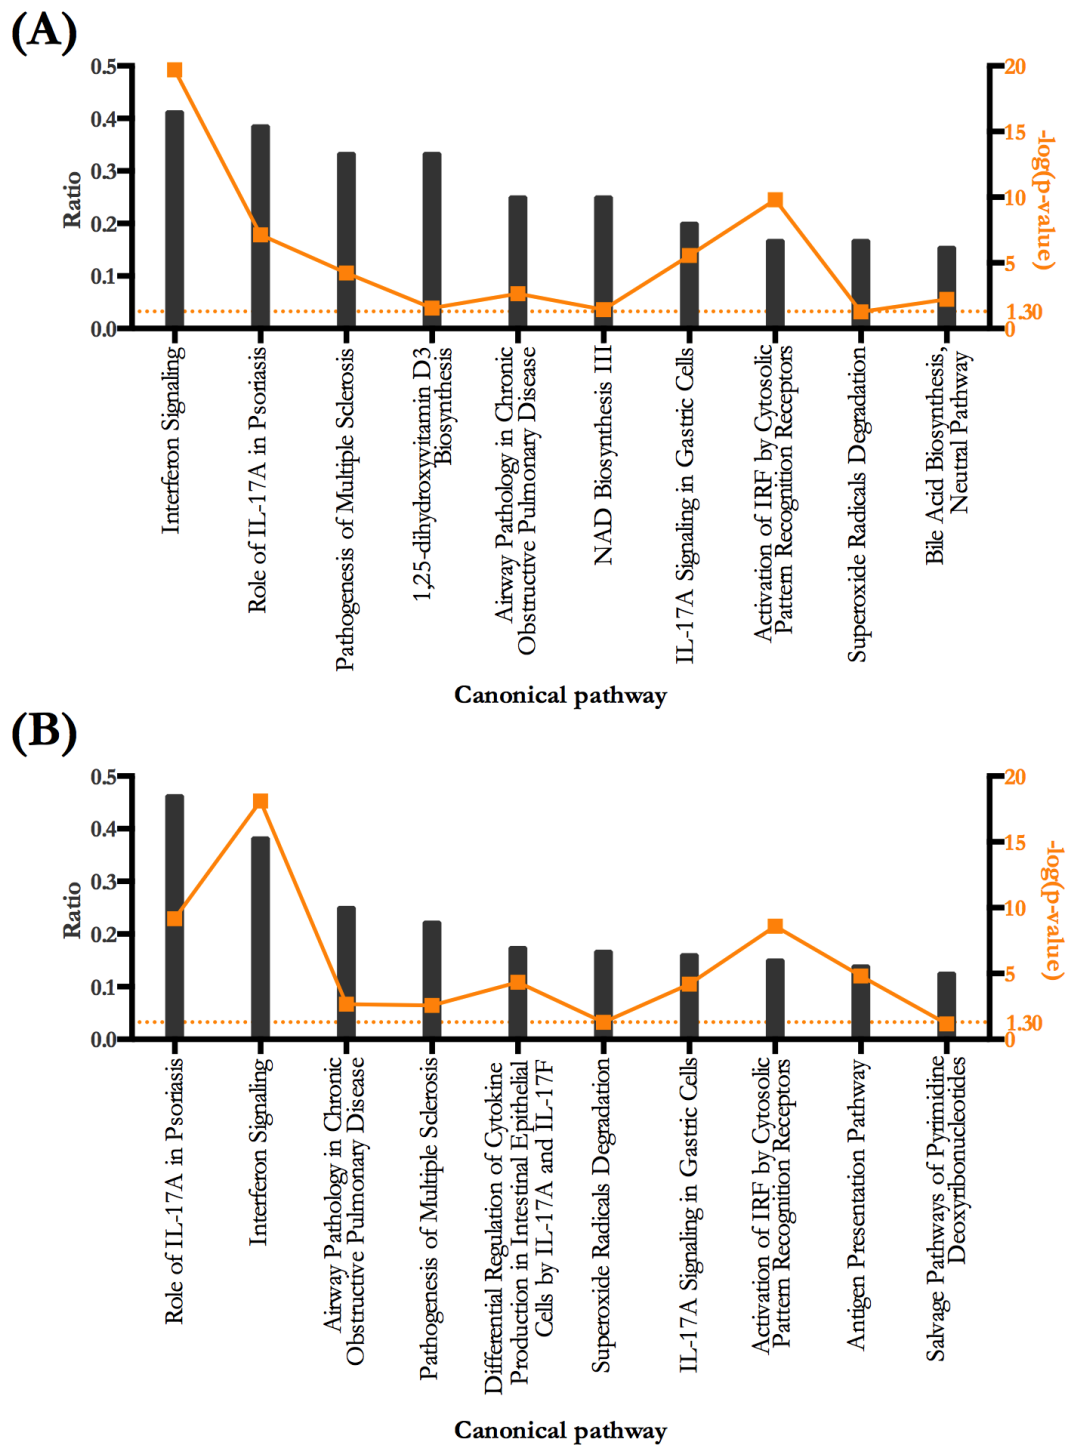 (A)
0.5
0.4
0.3
0.2
0.1
0.0
Ratio
20
15
10
5
1.30
0
-log(p-value)
Interferon Signaling
Role of IL-17A in Psoriasis
Pathogenesis of Multiple Sclerosis
1,25-dihydroxyvitamin D3
Biosynthesis
Airway Pathology in Chronic
Obstructive Pulmonary Disease
NAD Biosynthesis III
IL-17A Signaling in Gastric Cells
Activation of IRF by Cytosolic
Pattern Recognition Receptors
Superoxide Radicals Degradation
Bile Acid Biosynthesis,
Neutral Pathway
Canonical pathway
(B)
0.5
0.4
0.3
0.2
0.1
0.0
Ratio
20
15
10
5
1.30
0
-log(p-value)
Role of IL-17A in Psoriasis
Interferon Signaling
Airway Pathology in Chronic
Obstructive Pulmonary Disease
Pathogenesis of Multiple Sclerosis
Differential Regulation of Cytokine
Production in Intestinal Epithelial
Cells by IL-17A and IL-17F
Superoxide Radicals Degradation
IL-17A Signaling in Gastric Cells
Activation of IRF by Cytosolic
Pattern Recognition Receptors
Antigen Presentation Pathway
Salvage Pathways of Pyrimidine
Deoxyribonucleotides
Canonical pathway